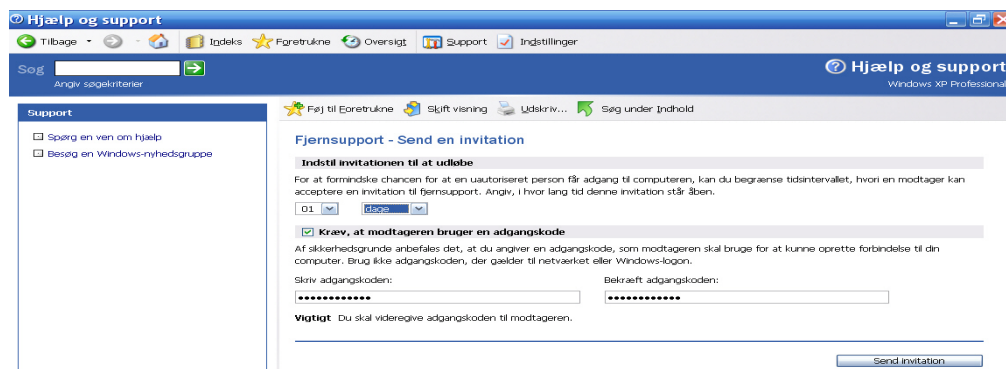 Hjælp og support
Tilbage Indeks Foretrukne Oversigt Support Indstillinger
Søg
Angiv søgekriterier
Hjælp og support
Windows XP Professional
Support
Spørg en ven om hjælp
Besøg en Windows-nyhedsgruppe
Føj til Foretrukne Skift visning Udskriv... Søg under Indhold
Fjernsupport - Send en invitation
Indstil invitationen til at udløbe
For at formindske chancen for at en uautoriseret person får adgang til computeren, kan du begrænse tidsintervallet, hvori en modtager kan
acceptere en invitation til fjernsupport. Angiv, i hvor lang tid denne invitation står åben.
01 dage
Kræv, at modtageren bruger en adgangskode
Af sikkerhedsgrunde anbefales det, at du angiver en adgangskode, som modtageren skal bruge for at kunne oprette forbindelse til din
computer. Brug ikke adgangskoden, der gælder til netværket eller Windows-logon.
Skriv adgangskoden: Bekræft adgangskoden:
•••••••••••• ••••••••••••
Vigtigt Du skal videregive adgangskoden til modtageren.
Send invitation